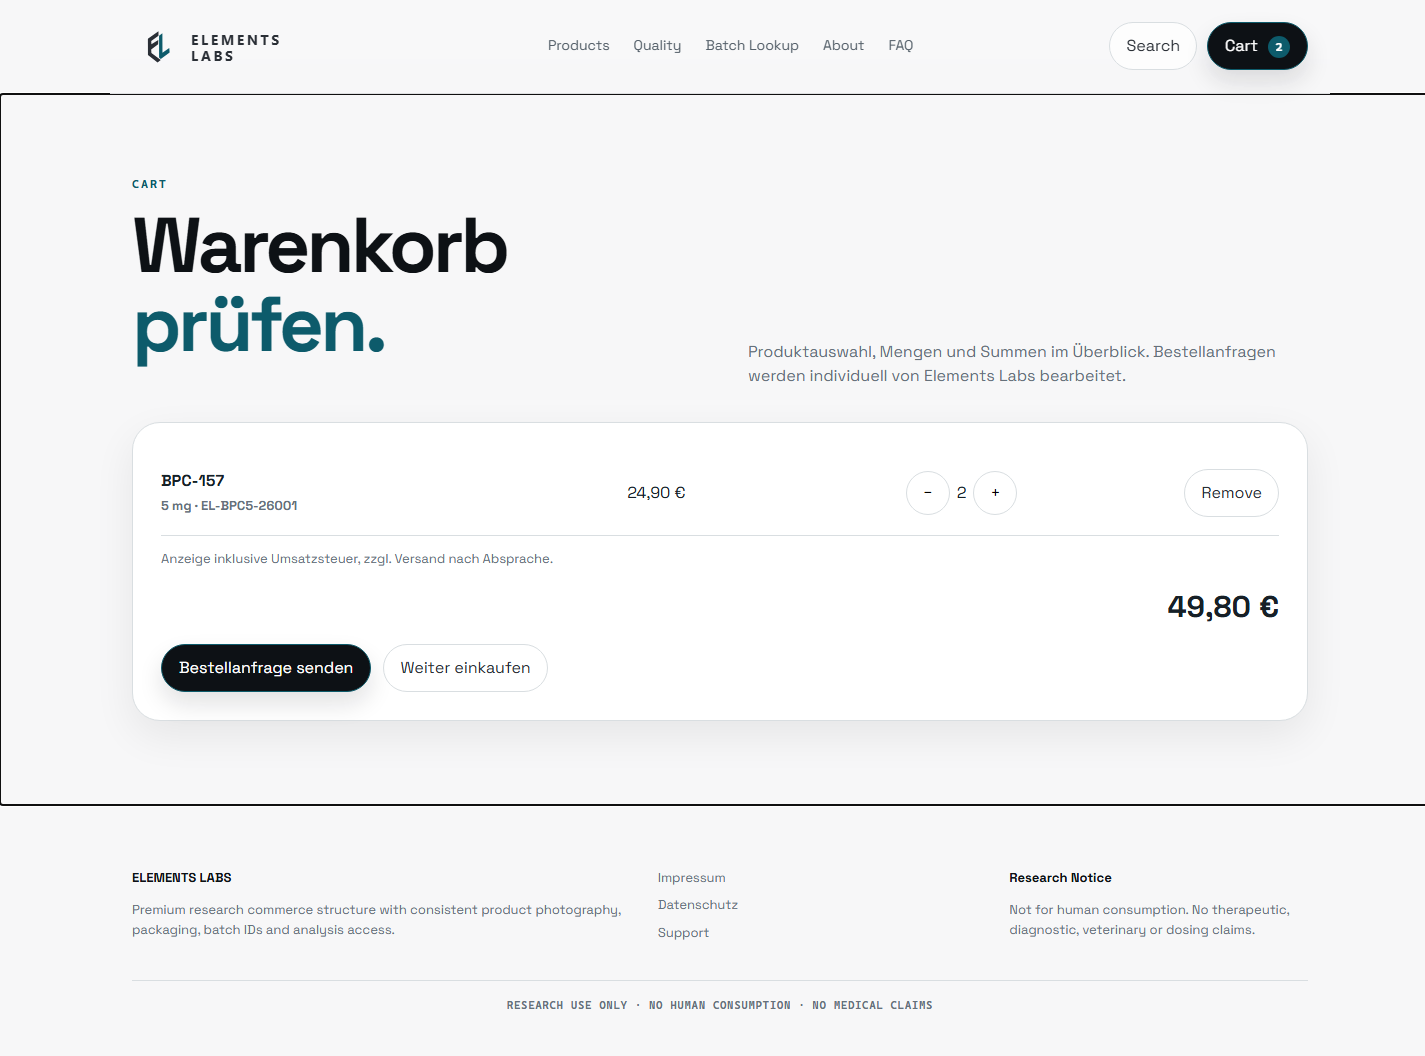 ELEMENTS
LABS
Products
Quality
Batch Lookup
About
FAQ
Search
Cart 2
CART
Warenkorb
prüfen.
Produktauswahl, Mengen und Summen im Überblick. Bestellanfragen
werden individuell von Elements Labs bearbeitet.
BPC-157
5 mg · EL-BPC5-26001
24,90 €
− 2 +
Remove
Anzeige inklusive Umsatzsteuer, zzgl. Versand nach Absprache.
49,80 €
Bestellanfrage senden
Weiter einkaufen
ELEMENTS LABS
Premium research commerce structure with consistent product photography,
packaging, batch IDs and analysis access.
Impressum
Datenschutz
Support
Research Notice
Not for human consumption. No therapeutic,
diagnostic, veterinary or dosing claims.
RESEARCH USE ONLY · NO HUMAN CONSUMPTION · NO MEDICAL CLAIMS